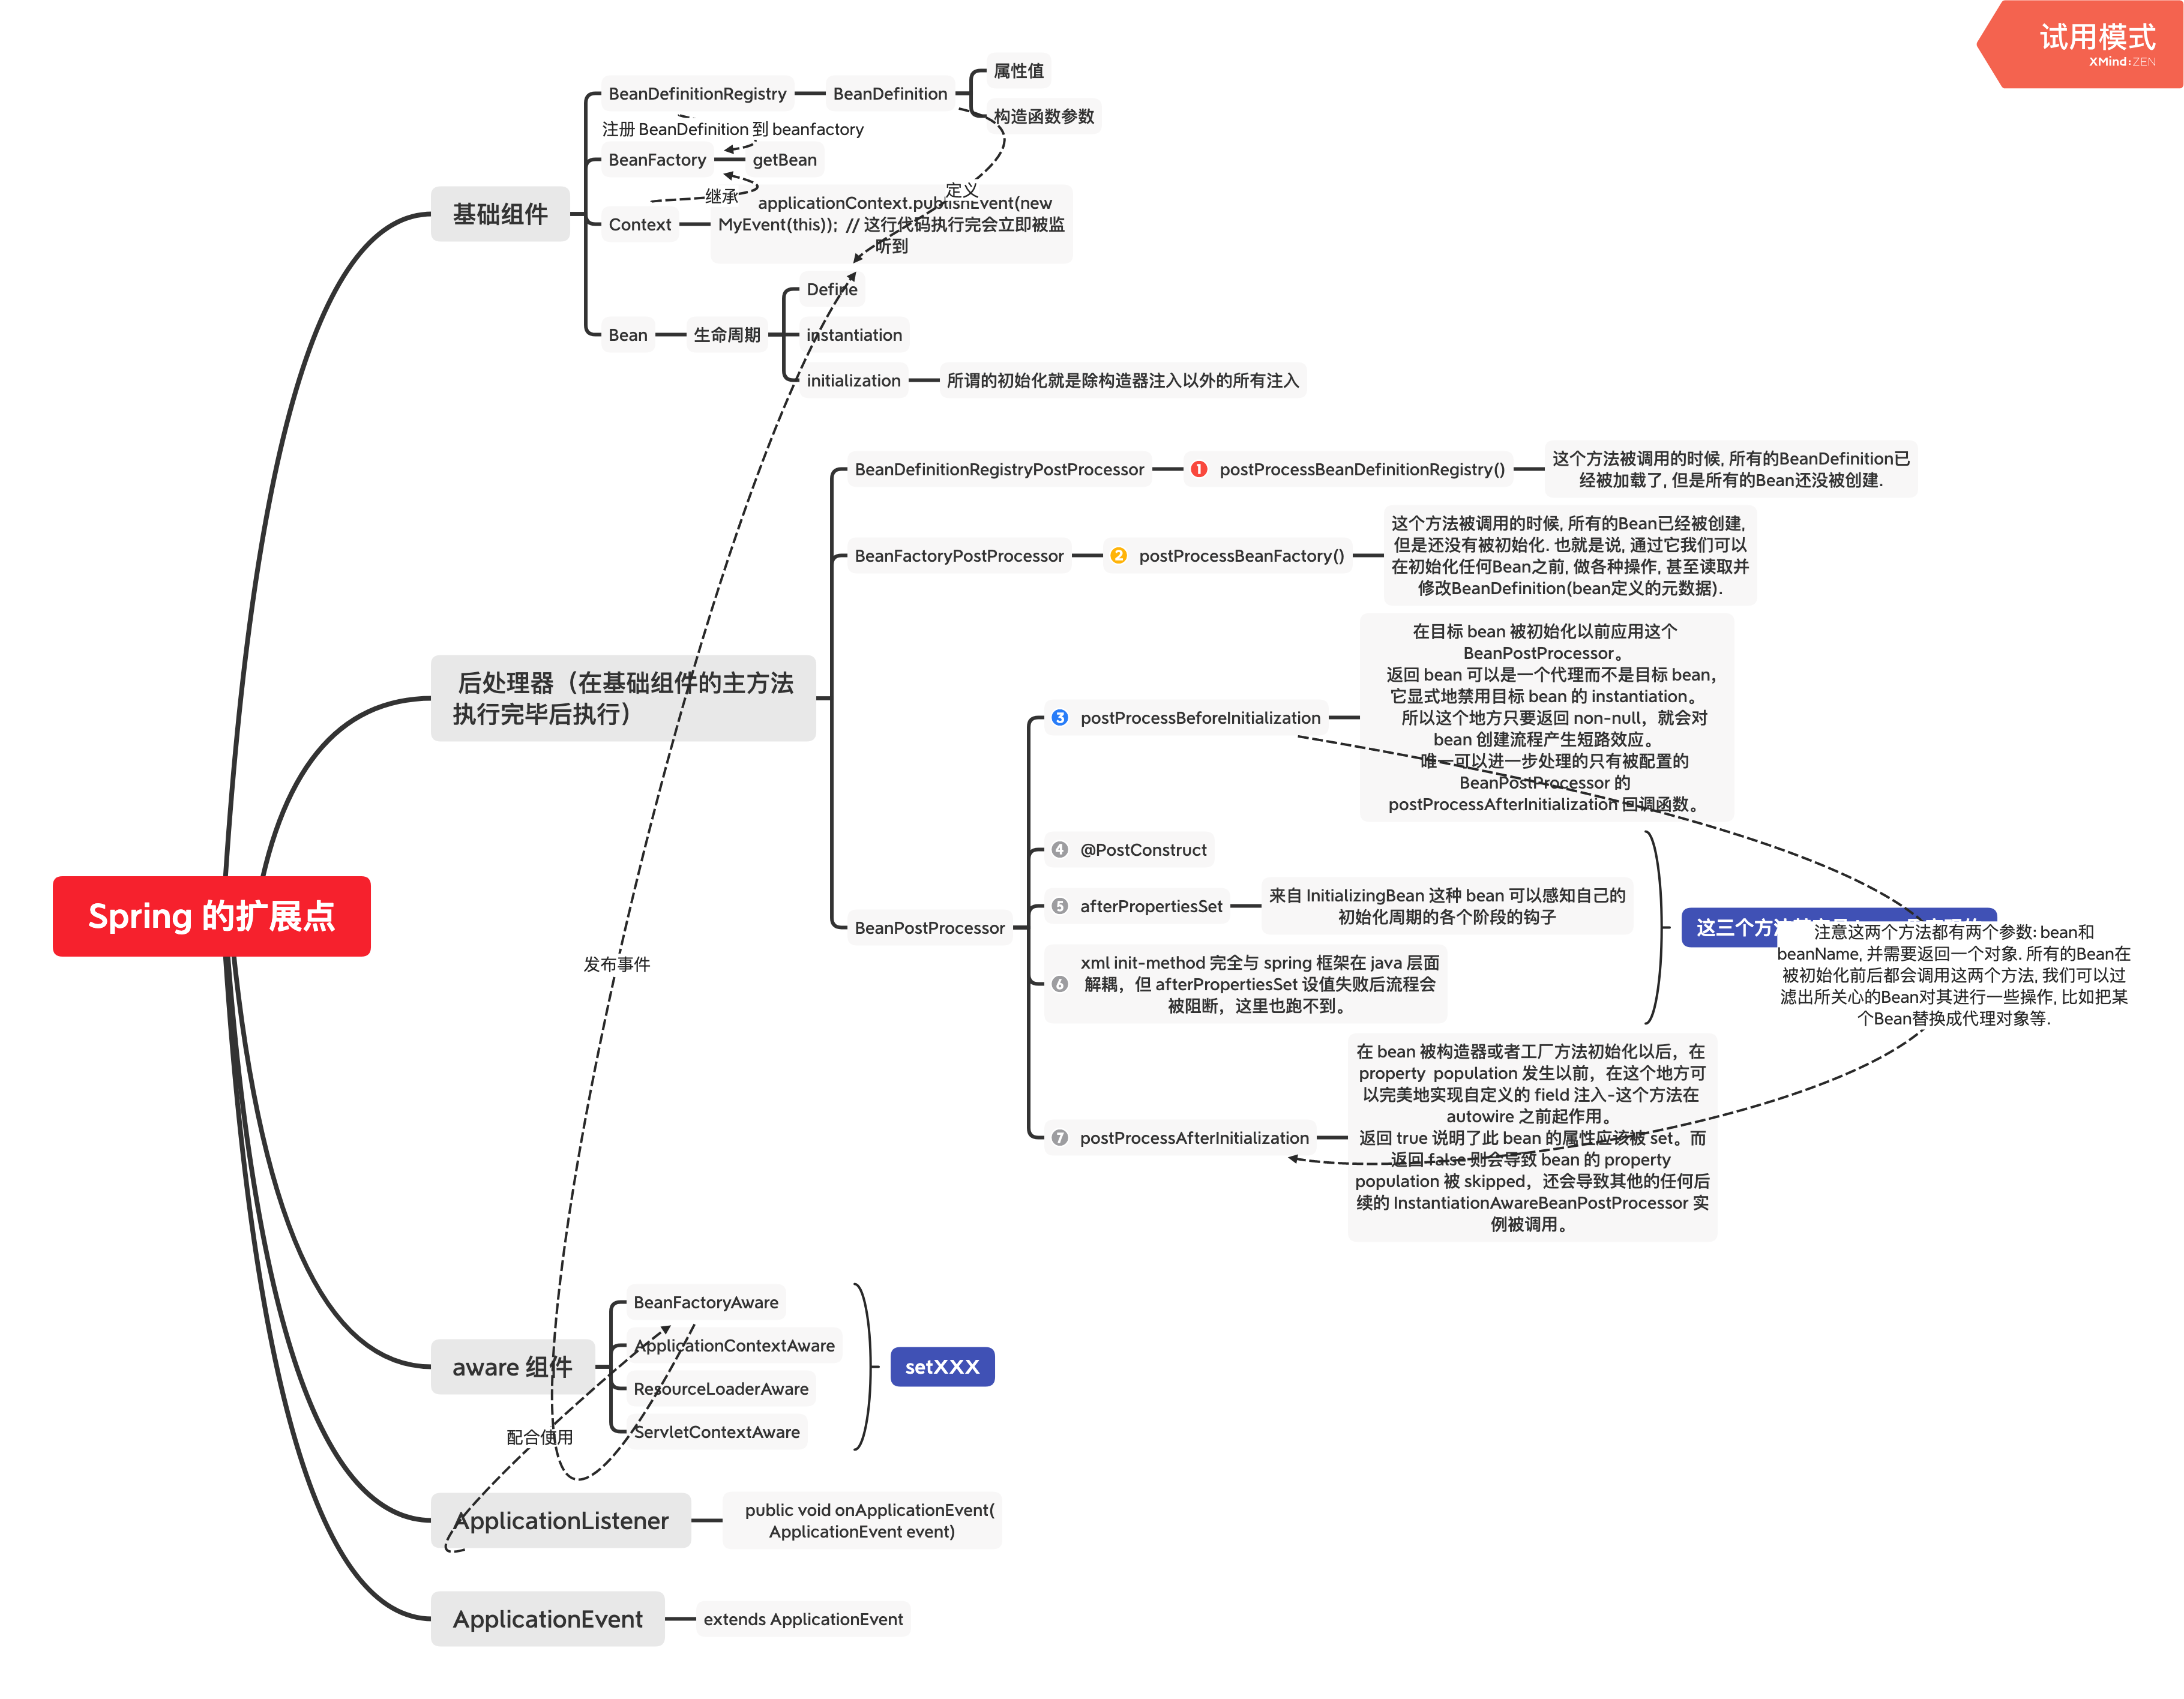 试用模式
XMind:ZEN
Spring 的扩展点
基础组件
BeanDefinitionRegistry
BeanDefinition
属性值
构造函数参数
注册 BeanDefinition 到 beanfactory
BeanFactory
getBean
继承
定义
Context
applicationContext.publishEvent(new
MyEvent(this)); // 这行代码执行完会立即被监
听到
Bean
生命周期
Define
instantiation
initialization
所谓的初始化就是除构造器注入以外的所有注入
后处理器（在基础组件的主方法
执行完毕后执行）
BeanDefinitionRegistryPostProcessor
1 postProcessBeanDefinitionRegistry()
这个方法被调用的时候, 所有的BeanDefinition已
经被加载了, 但是所有的Bean还没被创建.
BeanFactoryPostProcessor
2 postProcessBeanFactory()
这个方法被调用的时候, 所有的Bean已经被创建,
但是还没有被初始化. 也就是说, 通过它我们可以
在初始化任何Bean之前, 做各种操作, 甚至读取并
修改BeanDefinition(bean定义的元数据).
BeanPostProcessor
3 postProcessBeforeInitialization
在目标 bean 被初始化以前应用这个
BeanPostProcessor。
返回 bean 可以是一个代理而不是目标 bean，
它显式地禁用目标 bean 的 instantiation。
所以这个地方只要返回 non-null，就会对
bean 创建流程产生短路效应。
唯一可以进一步处理的只有被配置的
BeanPostProcessor 的
postProcessAfterInitialization 回调函数。
4 @PostConstruct
5 afterPropertiesSet
来自 InitializingBean 这种 bean 可以感知自己的
初始化周期的各个阶段的钩子
6 xml init-method 完全与 spring 框架在 java 层面
解耦，但 afterPropertiesSet 设值失败后流程会
被阻断，这里也跑不到。
7 postProcessAfterInitialization
在 bean 被构造器或者工厂方法初始化以后，在
property population 发生以前，在这个地方可
以完美地实现自定义的 field 注入-这个方法在
autowire 之前起作用。
返回 true 说明了此 bean 的属性应该被 set。而
返回 false 则会导致 bean 的 property
population 被 skipped，还会导致其他的任何后
续的 InstantiationAwareBeanPostProcessor 实
例被调用。
这三个方法
注意这两个方法都有两个参数: bean和
beanName, 并需要返回一个对象. 所有的Bean在
被初始化前后都会调用这两个方法, 我们可以过
滤出所关心的Bean对其进行一些操作, 比如把某
个Bean替换成代理对象等.
发布事件
aware 组件
BeanFactoryAware
ApplicationContextAware
ResourceLoaderAware
ServletContextAware
setXXX
配合使用
ApplicationListener
public void onApplicationEvent(
ApplicationEvent event)
ApplicationEvent
extends ApplicationEvent